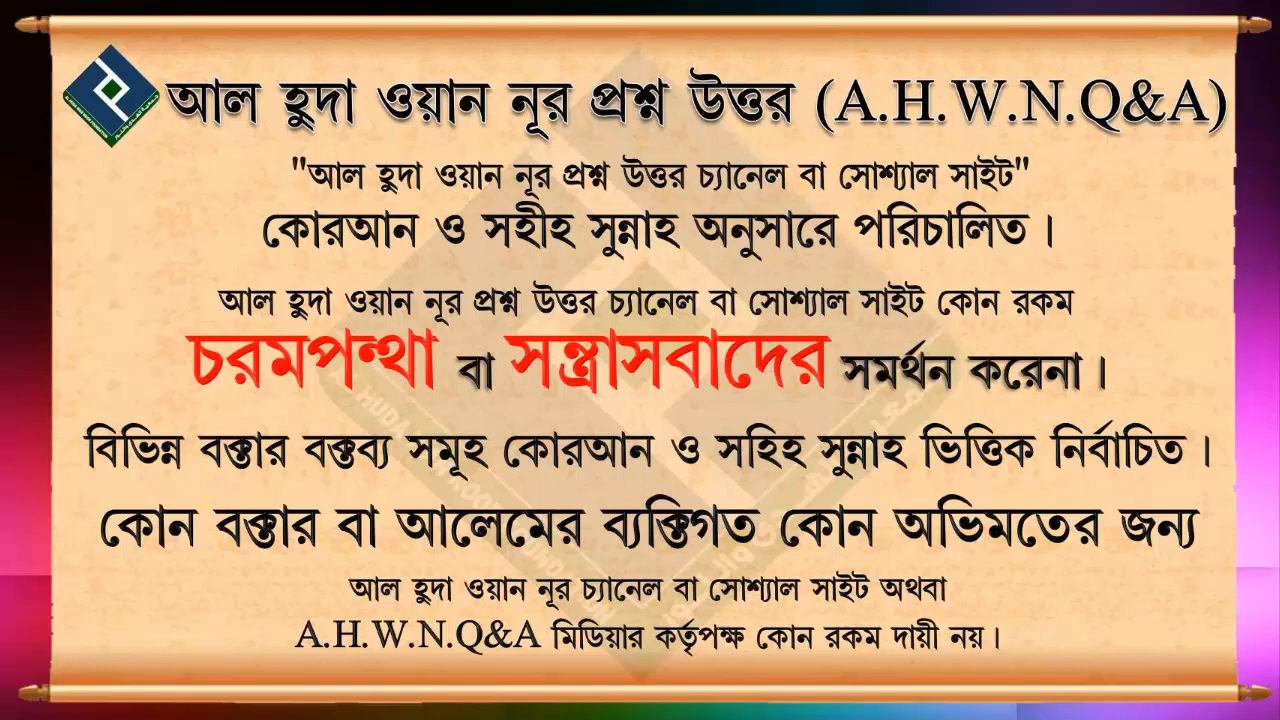 আল হুদা ওয়ান নূর প্রশ্ন উত্তর (A.H.W.N.Q&A)
"আল হুদা ওয়ান নূর প্রশ্ন উত্তর চ্যানেল বা সোশ্যাল সাইট"
কোরআন ও সহীহ সুন্নাহ অনুসারে পরিচালিত।
আল হুদা ওয়ান নূর প্রশ্ন উত্তর চ্যানেল বা সোশ্যাল সাইট কোন রকম
চরমপন্থা বা সন্ত্রাসবাদের সমর্থন করেনা।
বিভিন্ন বক্তার বক্তব্য সমূহ কোরআন ও সহিহ সুন্নাহ ভিত্তিক নির্বাচিত।
কোন বক্তার বা আলেমের ব্যক্তিগত কোন অভিমতের জন্য
আল হুদা ওয়ান নূর চ্যানেল বা সোশ্যাল সাইট অথবা
A.H.W.N.Q&A মিডিয়ার কর্তৃপক্ষ কোন রকম দায়ী নয়।